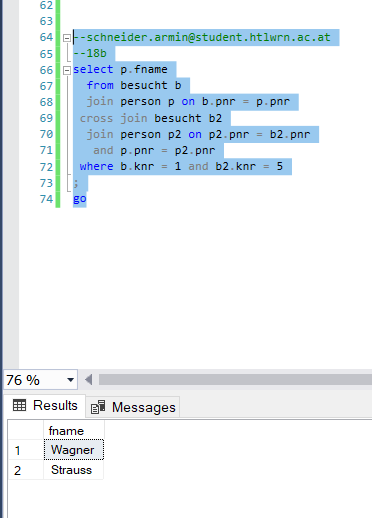 62
63
64 --schneider.armin@student.htlwrn.ac.at
65 --18b
66 select p.fname
67 from besucht b
68 join person p on b.pnr = p.pnr
69 cross join besucht b2
70 join person p2 on p2.pnr = b2.pnr
71 and p.pnr = p2.pnr
72 where b.knr = 1 and b2.knr = 5
73 ;
74 go
76 %
Results Messages
fname
1 Wagner
2 Strauss